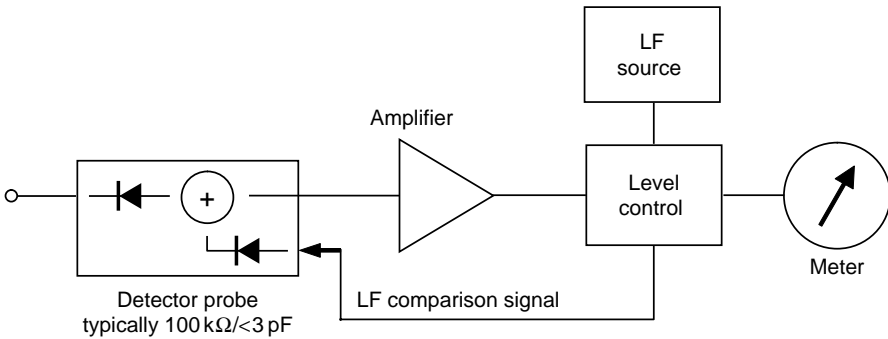 LF
source
Amplifier
+
Level
control
Meter
Detector probe
typically 100 kΩ/<3 pF
LF comparison signal